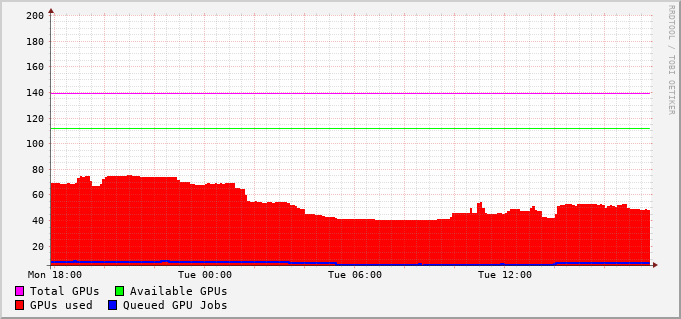 RRDTOOL / TOBI OETIKER
200
180
160
140
120
100
80
60
40
20
Mon 18:00 Tue 00:00 Tue 06:00 Tue 12:00
Total GPUs Available GPUs
GPUs used Queued GPU Jobs